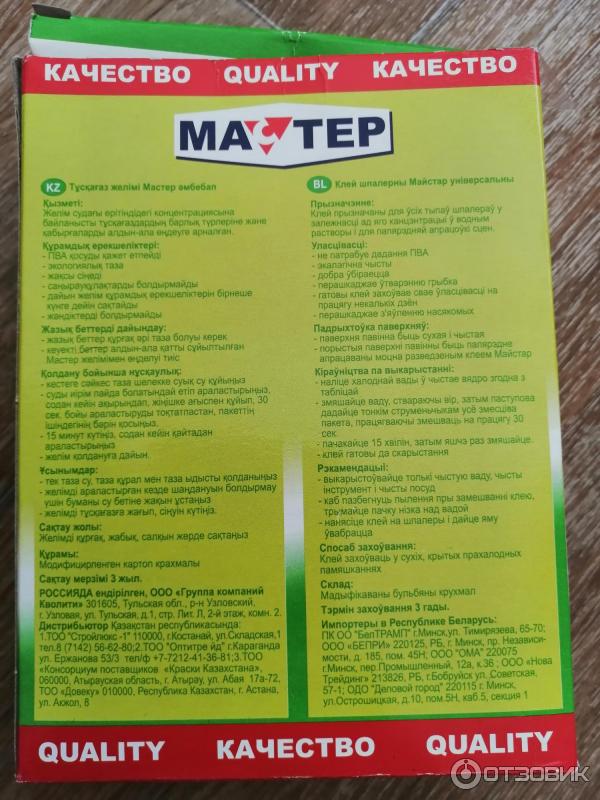 КАЧЕСТВО QUALITY КАЧЕСТВО
МАСТЕР
KZ Тұсқағаз желімі Мастер әмбебап
Қызметі:
Желім судағы ерітіндідегі концентрациясына
байланысты тұсқағаздардың барлық түрлеріне және
қабырғаларды алдын-ала өңдеуге арналған.
Құрамдық ерекшеліктері:
- ПВА қосуды қажет етпейді
- экологиялық таза
- жақсы сіңеді
- саңырауқұлақтарды болдырмайды
- дайын желім құрамдық ерекшеліктерін бірнеше
күнге дейін сақтайды
- жәндіктерді болдырмайды
Жазық беттерді дайындау:
- жазық беттер құрғақ әрі таза болуы керек
- кеуекті беттер алдын-ала қатты сұйылтылған
Мастер желімімен өңделуі тиіс
Қолдану бойынша нұсқаулық:
- кестеге сәйкес таза шелекке суық су құйыңыз
- суды иірім пайда болатындай етіп араластырыңыз,
содан кейін ақырындап, жіңішке ағыспен құйып, 30
сек. бойы араластыруды тоқтатпастан, пакеттің
ішіндегінің бәрін қосыңыз.
- 15 минут күтіңіз, содан кейін қайтадан
араластырыңыз
- желім қолдануға дайын.
Ұсынымдар:
- тек таза су, таза құрал мен таза ыдысты қолданыңыз
- желімді араластырған кезде шаңдануын болдырмау
үшін буманы су бетіне жақын ұстаңыз
- желімді тұсқағазға жағып, сіңуін күтіңіз.
Сақтау жолы:
Желімді құрғақ, жабық, салқын жерде сақтаңыз
Құрамы:
Модифицирленген картоп крахмалы
Сақтау мерзімі 3 жыл.
РОССИЯДА өндірілген, ООО «Группа компаний
Кволити» 301605, Тульская обл., р-н Узловский,
г. Узловая, ул. Тульская, д.1, стр. Лит. Л, 2-й этаж, комн. 2.
Дистрибьютор Қазақстан республикасында:
1.ТОО "Стройлюкс -1" 110000, г.Костанай, ул.Складская,1
тел.8 (7142) 56-62-80;2.ТОО "Оптитре йд" г.Караганда
ул. Ержанова 53/3 тел/ф +7-7212-41-36-81;3.ТОО
«Консорциум поставщиков «Краски Казахстана»,
060000, Атырауская область, г. Атырау, ул. Абая 17а-72,
ТОО «Довеку» 010000, Республика Казахстан, г. Астана,
ул. Акжол, 8
BL Клей шпалерны Майстар універсальны
Прызначэнне:
Клей прызначаны для ўсіх тыпаў шпалераў у
залежнасці ад яго канцэнтрацыі ў водным
растворы і для папярэдняй апрацоўкі сцен.
Уласцівасці:
- не патрабуе дадання ПВА
- экалагічна чысты
- добра ўбіраецца
- перашкаджае ўтварэнню грыбка
- гатовы клей захоўвае свае ўласцівасці на
працягу некалькіх дзён
- перашкаджае з'яўленню насякомых
Падрыхтоўка паверхняў:
- паверхня павінна быць сухая і чыстая
- порыстыя паверхні павінны быць папярэдне
апрацаваны моцна разведзеным клеем Майстар
Кіраўніцтва па выкарыстанні:
- наліце халоднай вады ў чыстае вядро згодна з
табліцай
- змяшайце ваду, ствараючы вір, затым паступова
дадайце тонкім струменьчыкам усё змесціва
пакета, працягваючы змешваць на працягу 30
сек.
- пачакайце 15 хвілін, затым яшчэ раз змяшайце.
- клей гатовы да скарыстання
Рэкамендацыі:
- выкарыстоўвайце толькі чыстую ваду, чысты
інструмент і чысты посуд
- каб пазбегнуць пылення пры замешванні клею,
трымайце пачку нізка над вадой
- нанясіце клей на шпалеры і дайце яму
ўвабрацца
Спосаб захоўвання:
Клей захоўваць у сухіх, крытых прахалодных
памяшканнях
Склад:
Мадыфікаваны бульбяны крухмал
Тэрмін захоўвання 3 гады.
Импортеры в Республике Беларусь:
ПК ОО "БелТРАМП" г.Минск,ул. Тимирязева, 65-70;
ООО «БЕПРИ» 220125, РБ, г.Минск, пр. Независи-
мости, д. 185, пом. 45Н; ООО "ОМА" 220075
г.Минск, пер.Промышленный, 12а, к.36 ; ООО «Нова
Трейдинг» 213826, РБ, г.Бобруйск ул. Советская,
57-1; ОДО "Деловой город" 220115 г. Минск,
ул.Острошицкая, д.10, пом.5Н, каб.5, секция 1
QUALITY КАЧЕСТВО QUALITY
ОТЗОВИК